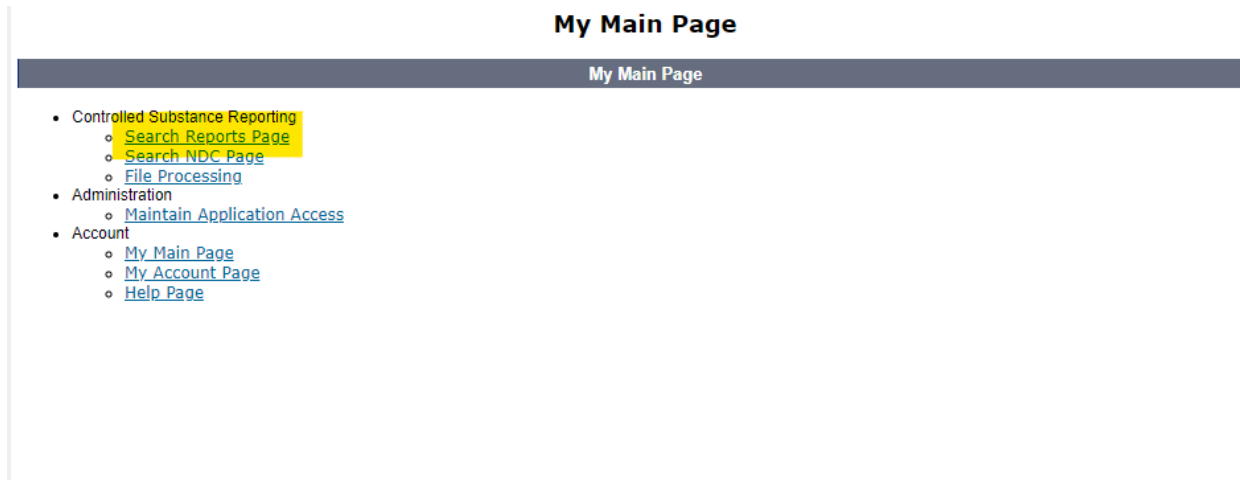 My Main Page
My Main Page
Controlled Substance Reporting
Search Reports Page
Search NDC Page
File Processing
Administration
Maintain Application Access
Account
My Main Page
My Account Page
Help Page